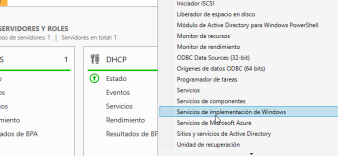 SERVIDORES Y ROLES
pos de servidores: 1 | Servidores en total: 1
S 1
DHCP
Estado
Eventos
Servicios
Rendimiento
Resultados de BPA
s
os
ento
os de BPA
Iniciador iSCSI
Liberador de espacio en disco
Módulo de Active Directory para Windows PowerShell
Monitor de recursos
Monitor de rendimiento
ODBC Data Sources (32-bit)
Orígenes de datos ODBC (64 bits)
Programador de tareas
Servicios
Servicios de componentes
Servicios de implementación de Windows
Servicios de Microsoft Azure
Sitios y servicios de Active Directory
Unidad de recuperación